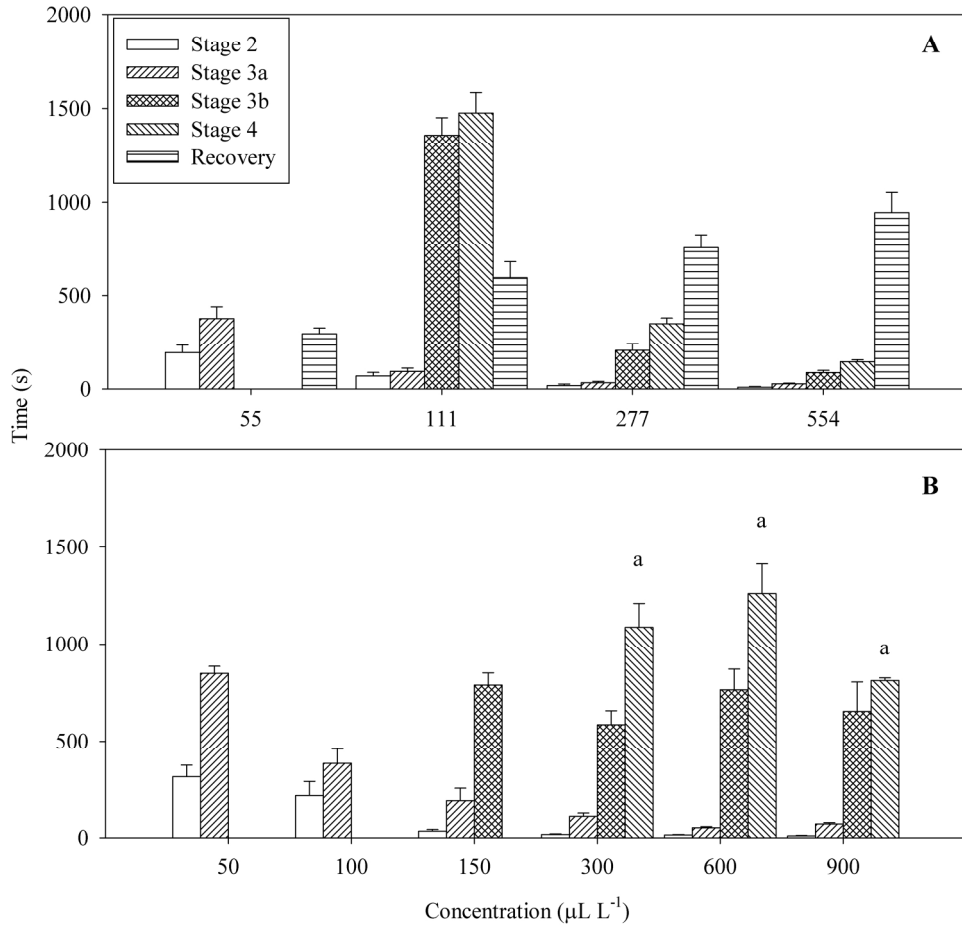 2000
1500
1000
500
0
Stage 2
Stage 3a
Stage 3b
Stage 4
Recovery
A
55 111 277 554
Time (s)
2000
1500
1000
500
0
B
a
a
a
50 100 150 300 600 900
Concentration (µL L⁻¹)